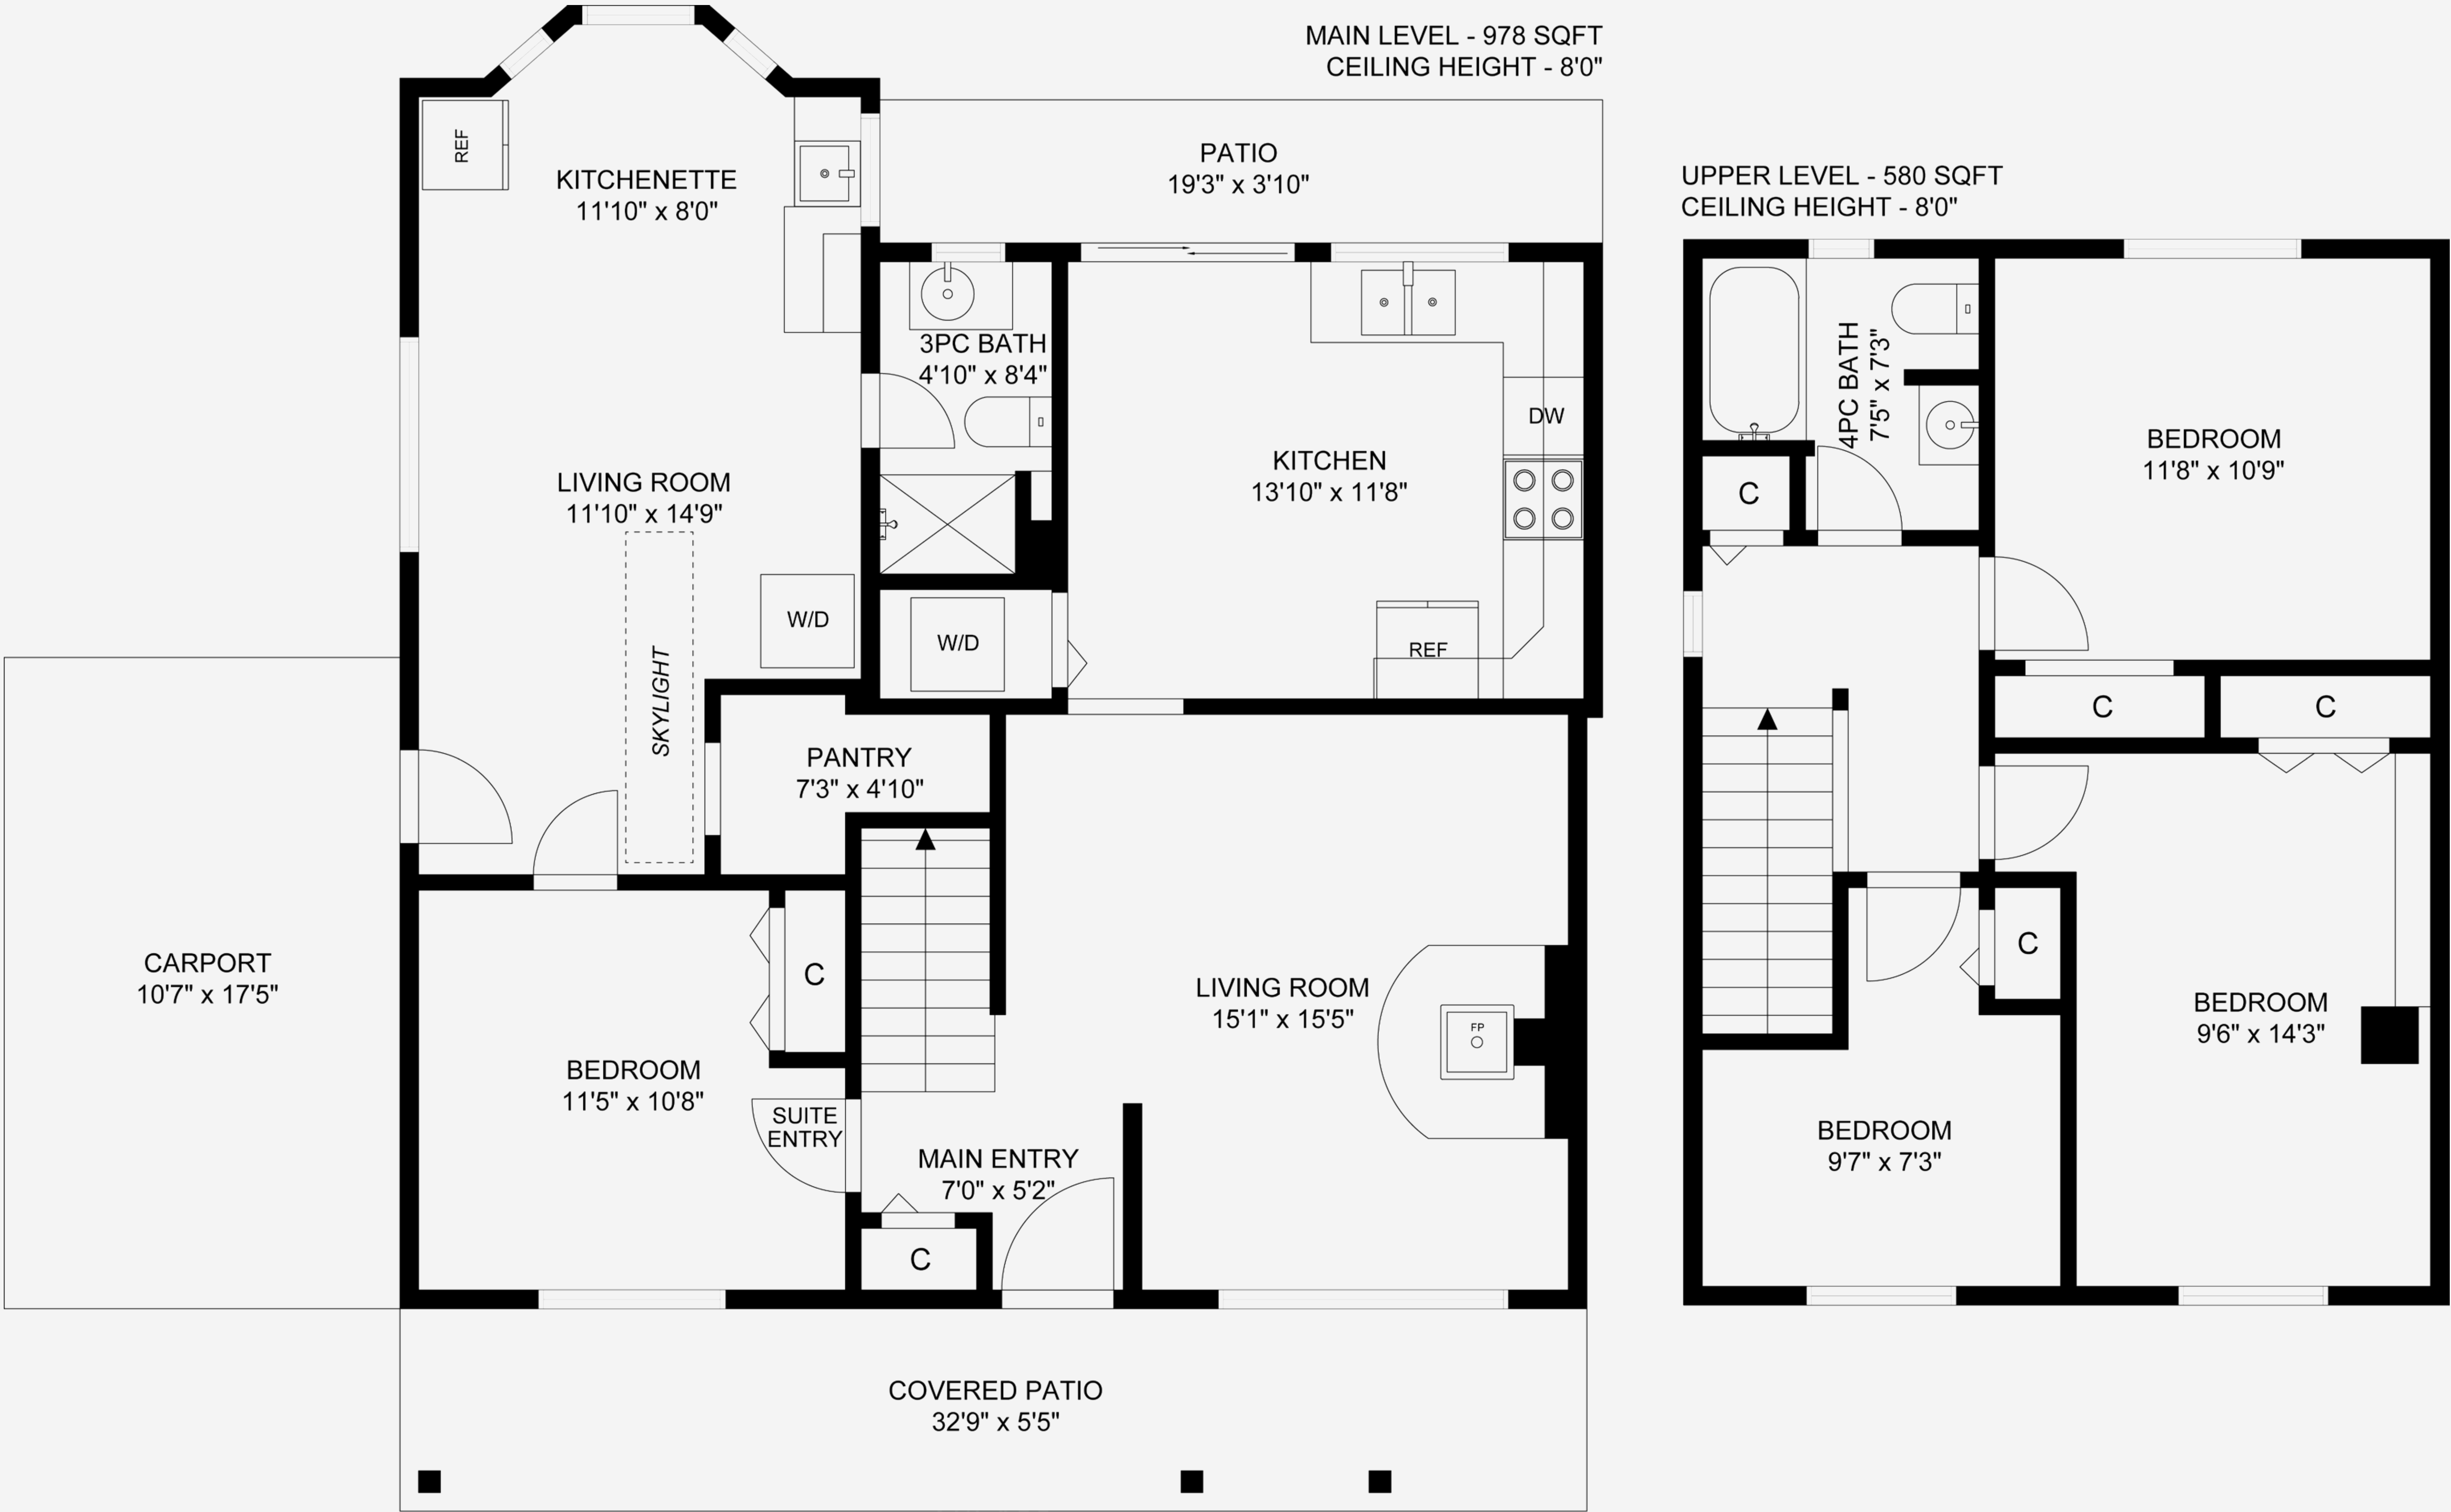 MAIN LEVEL - 978 SQFT
CEILING HEIGHT - 8'0"
REF
KITCHENETTE
11'10" x 8'0"
PATIO
19'3" x 3'10"
3PC BATH
4'10" x 8'4"
DW
KITCHEN
13'10" x 11'8"
LIVING ROOM
11'10" x 14'9"
W/D
W/D
REF
SKYLIGHT
PANTRY
7'3" x 4'10"
CARPORT
10'7" x 17'5"
C
LIVING ROOM
15'1" x 15'5"
FP
BEDROOM
11'5" x 10'8"
SUITE
ENTRY
MAIN ENTRY
7'0" x 5'2"
C
COVERED PATIO
32'9" x 5'5"
UPPER LEVEL - 580 SQFT
CEILING HEIGHT - 8'0"
4PC BATH
7'5" x 7'3"
BEDROOM
11'8" x 10'9"
C
C
C
C
BEDROOM
9'6" x 14'3"
BEDROOM
9'7" x 7'3"